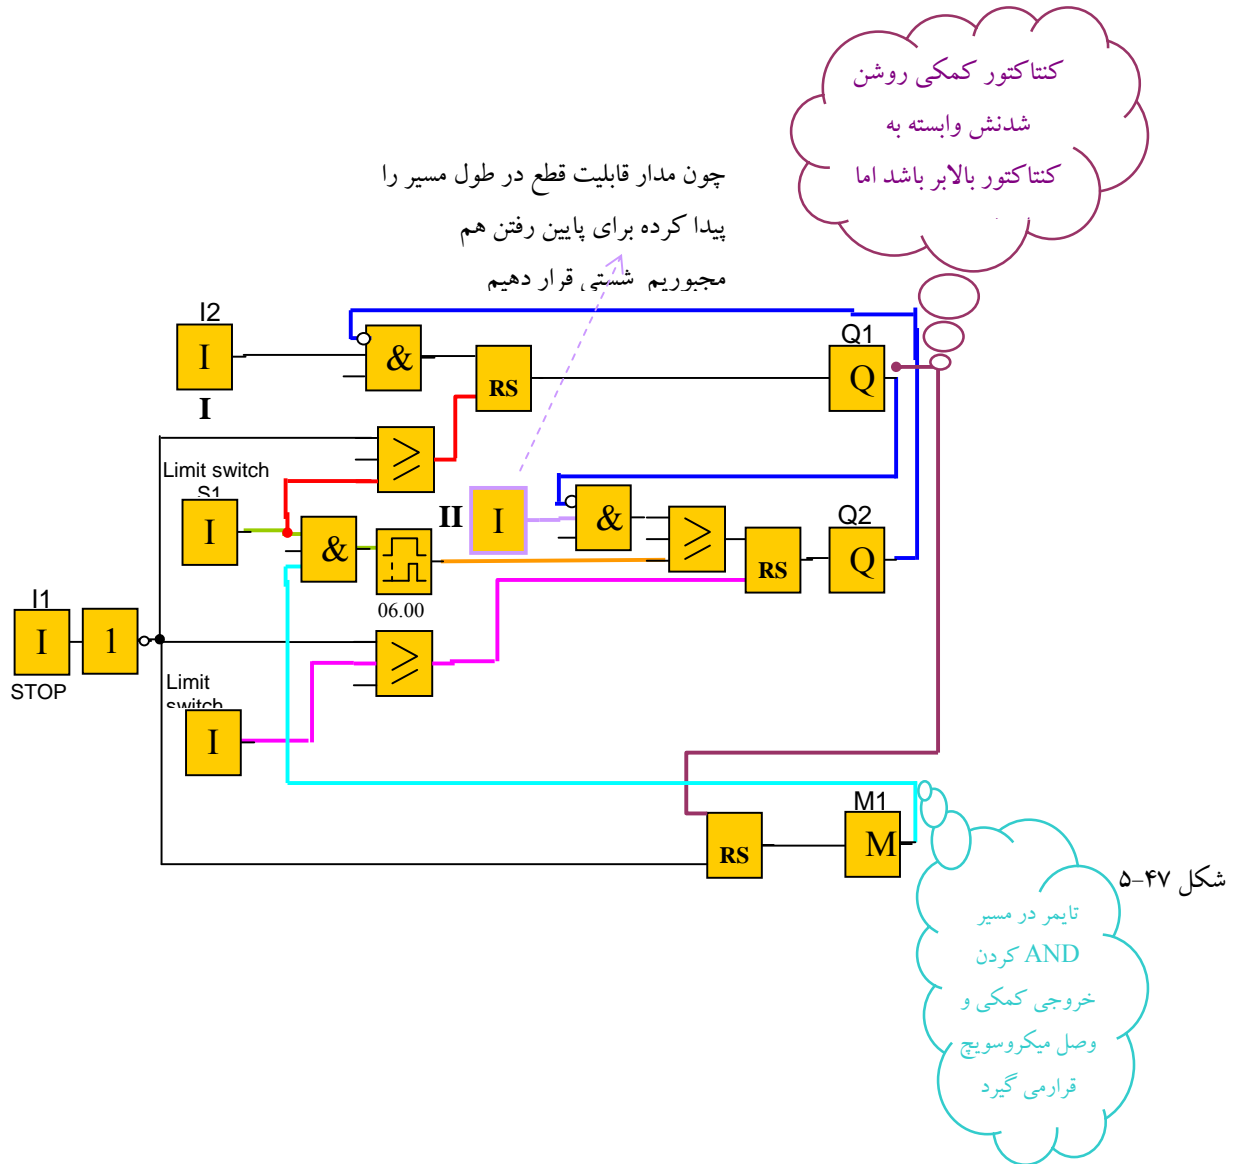 کنتاکتور کمکی روشن
شدنش وابسته به
کنتاکتور بالابر باشد اما
چون مدار قابلیت قطع در طول مسیر را
پیدا کرده برای پایین رفتن هم
مجبوریم شستی قرار دهیم
I2
I
I
&
RS
Q1
Q
≥
Limit switch
S1
I
&
06.00
II
I
&
≥
RS
Q2
Q
I1
I
STOP
1
≥
Limit
switch
I
RS
M1
M
شکل ۴۷-۵
تایمر در مسیر
AND کردن
خروجی کمکی و
وصل میکروسویچ
قرارمی گیرد